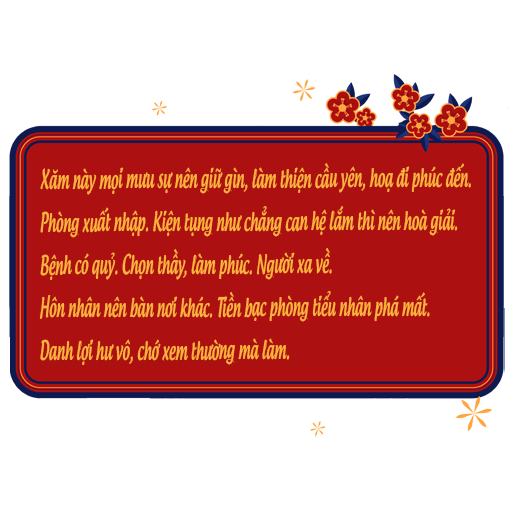 Xăm này mọi mưu sự nên giữ gìn, làm thiện cầu yên, hoạ đi phúc đến.
Phòng xuất nhập. Kiện tụng như chẳng can hệ lắm thì nên hoà giải.
Bệnh có quỷ. Chọn thầy, làm phúc. Người xa về.
Hôn nhân nên bàn nơi khác. Tiền bạc phòng tiểu nhân phá mất.
Danh lợi hư vô, chớ xem thường mà làm.